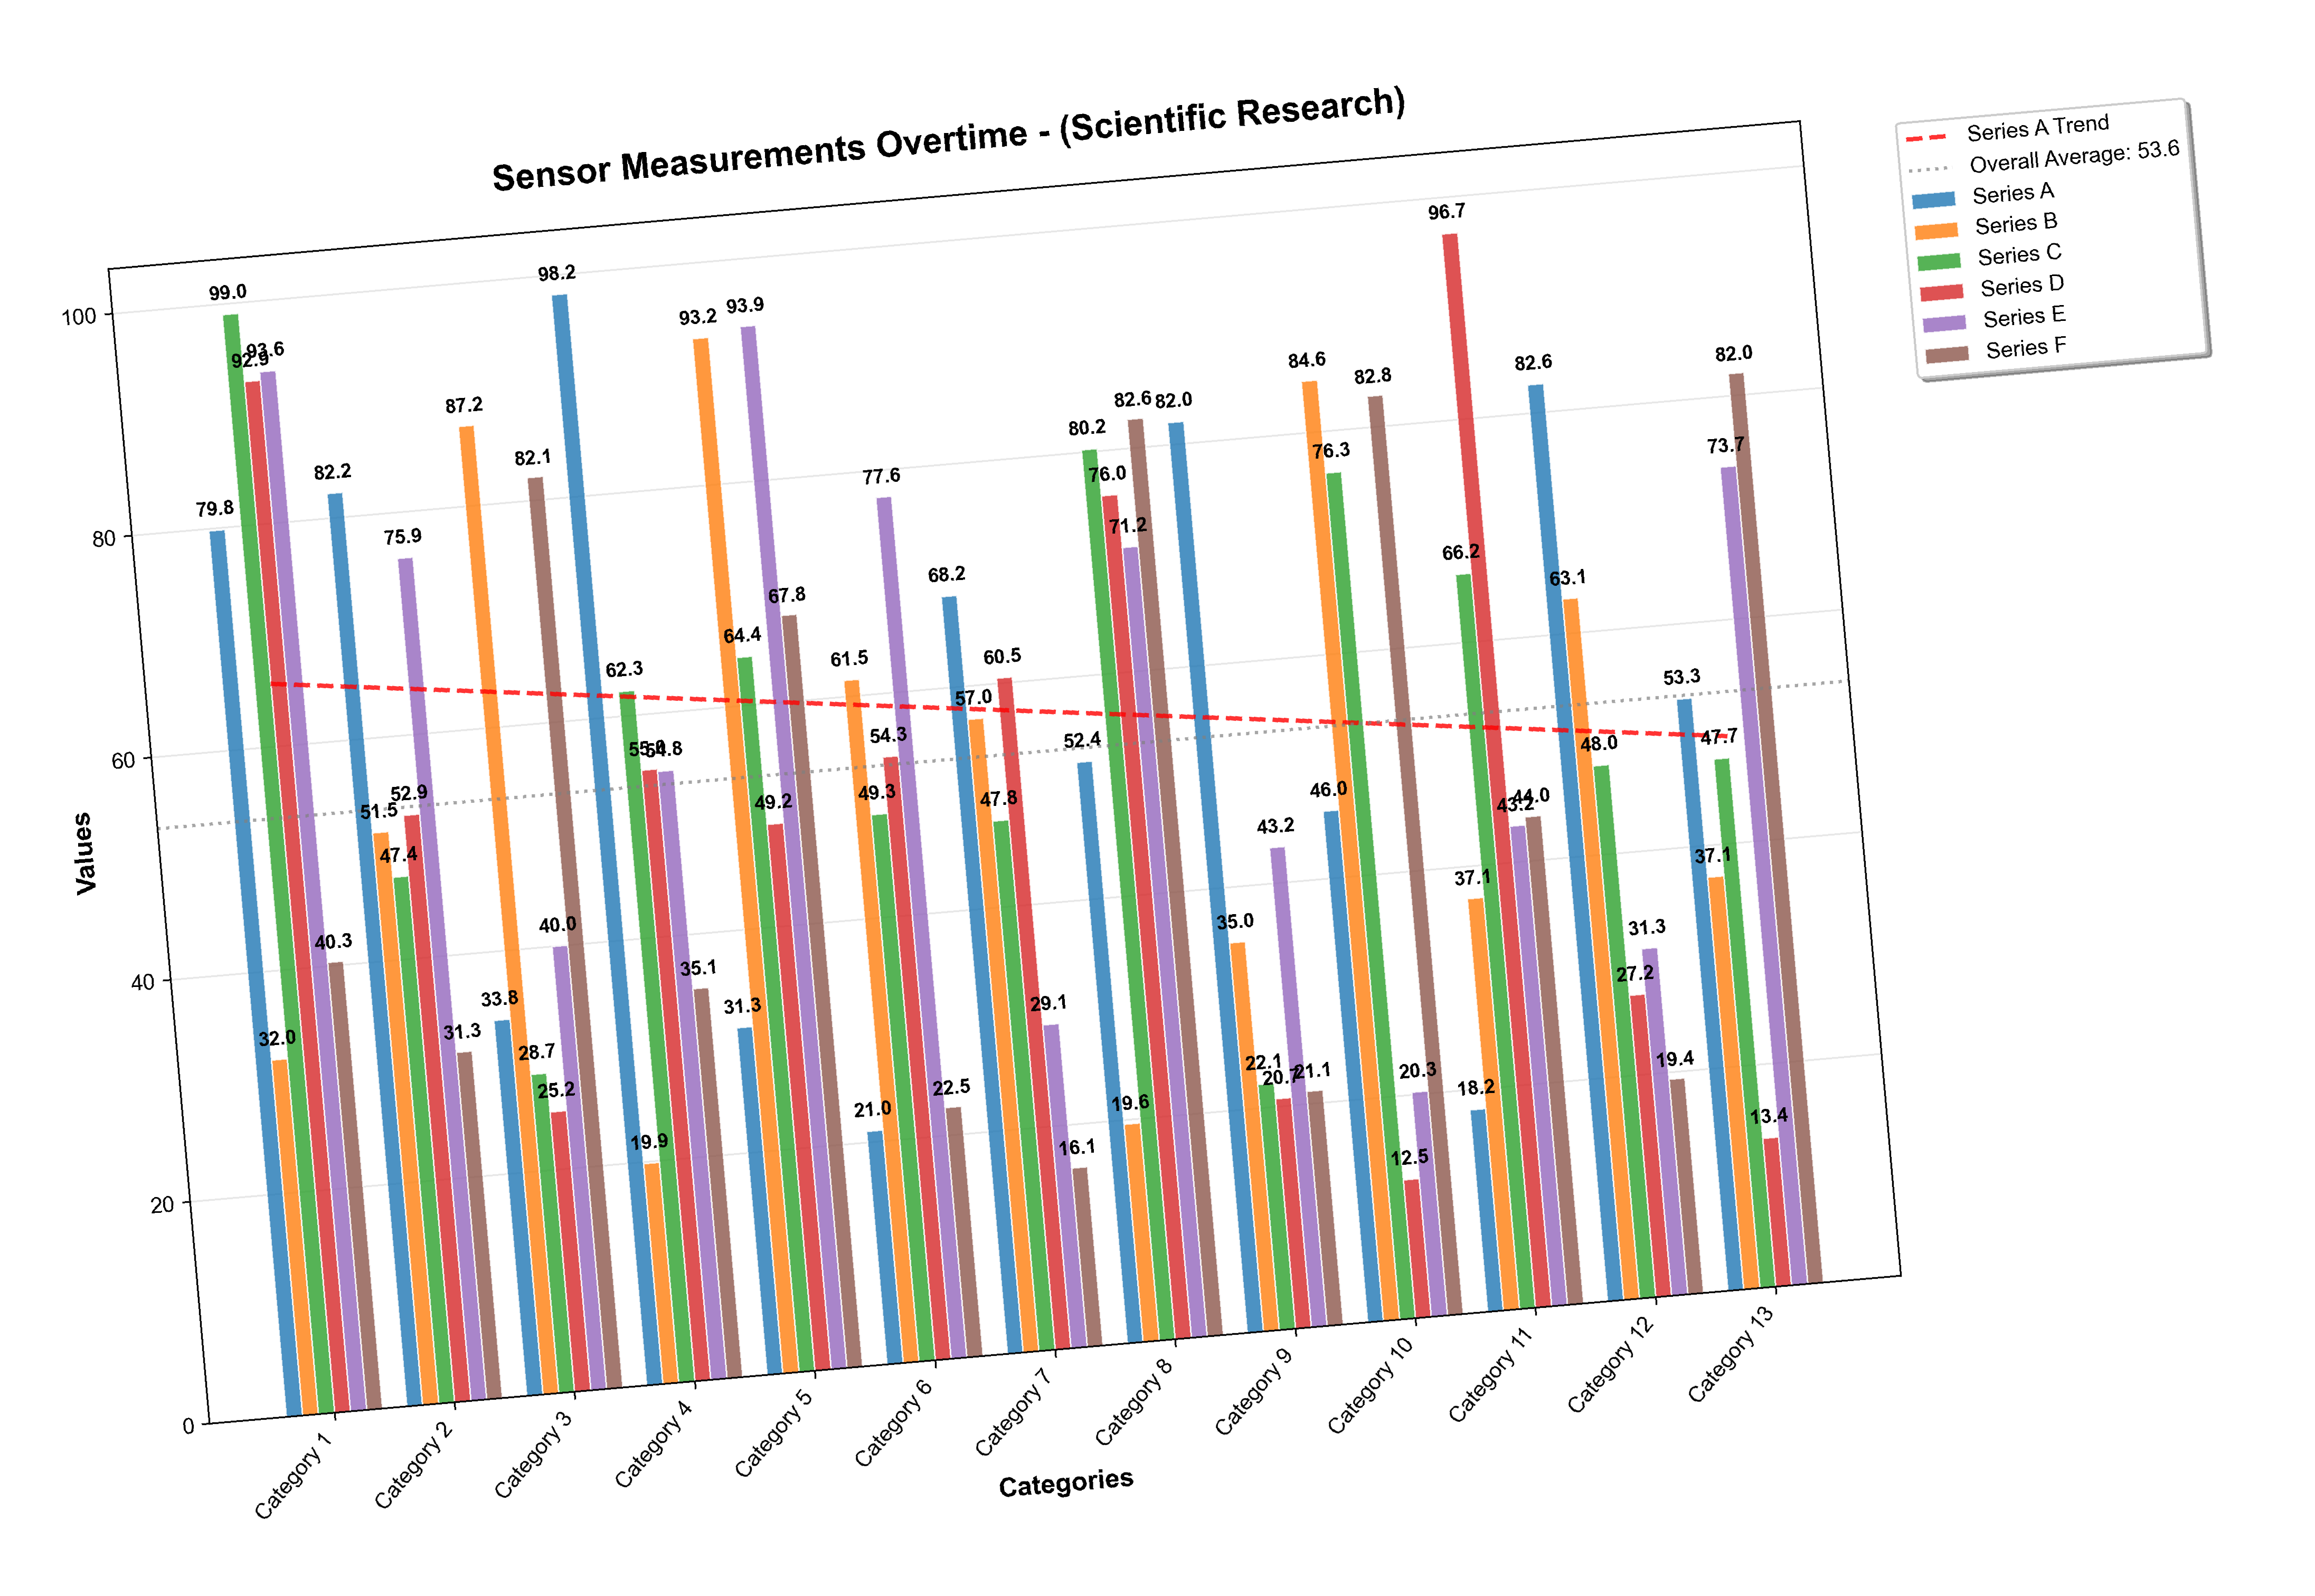 Sensor Measurements Overtime - (Scientific Research)
Series A Trend
Overall Average: 53.6
Series A
Series B
Series C
Series D
Series E
Series F
Values
100
80
60
40
20
0
79.8 32.0 99.0 92.9 93.6 40.3
82.2 51.5 47.4 52.9 75.9 31.3
33.8 87.2 28.7 25.2 40.0 82.1
98.2 19.9 62.3 54.8 35.1
31.3 93.2 64.4 49.2 93.9 67.8
21.0 61.5 49.3 54.3 77.6 22.5
68.2 57.0 47.8 60.5 29.1 16.1
52.4 19.6 80.2 76.0 71.2 82.6
82.0 35.0 22.1 20.7 43.2 21.1
46.0 84.6 76.3 12.5 20.3 82.8
18.2 37.1 66.2 96.7 43.2 44.0
82.6 63.1 48.0 27.2 31.3 19.4
53.3 37.1 47.7 13.4 73.7 82.0
Category 1
Category 2
Category 3
Category 4
Category 5
Category 6
Category 7
Category 8
Category 9
Category 10
Category 11
Category 12
Category 13
Categories